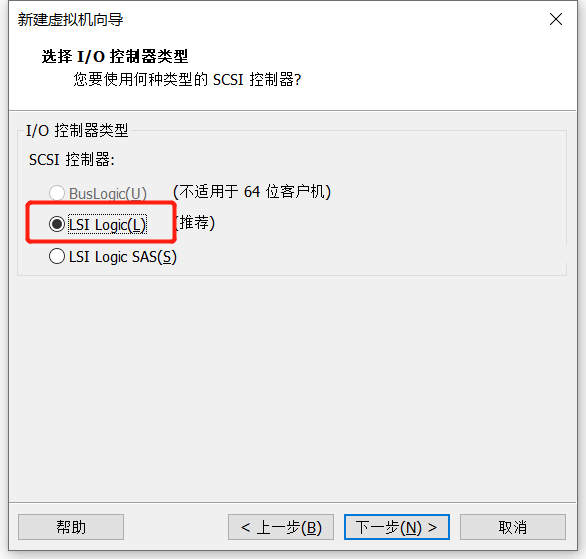 新建虚拟机向导
选择 I/O 控制器类型
您要使用何种类型的 SCSI 控制器?
I/O 控制器类型
SCSI 控制器:
BusLogic(U) (不适用于 64 位客户机)
LSI Logic(L) (推荐)
LSI Logic SAS(S)
帮助 < 上一步(B) 下一步(N) > 取消